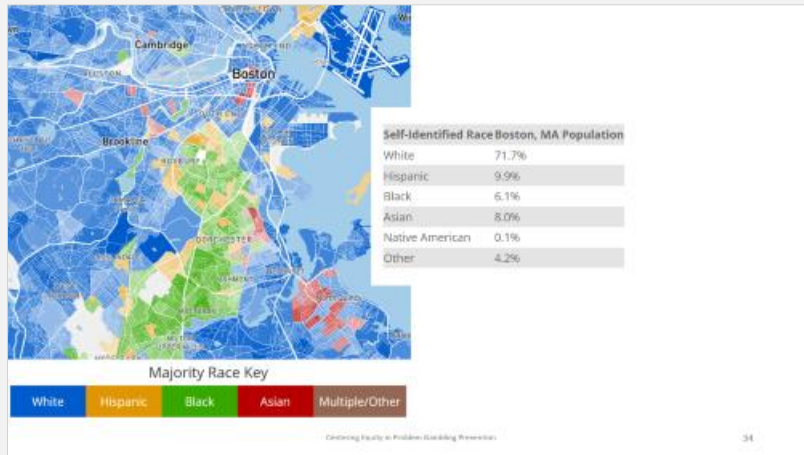 Cambridge
Boston
Brookline
ROXBURY
DORCHESTER
Self-Identified Race Boston, MA Population
White 71.7%
Hispanic 9.9%
Black 6.1%
Asian 8.0%
Native American 0.1%
Other 4.2%
Majority Race Key
White Hispanic Black Asian Multiple/Other
Centering Equity in Problem Gambling Prevention
34